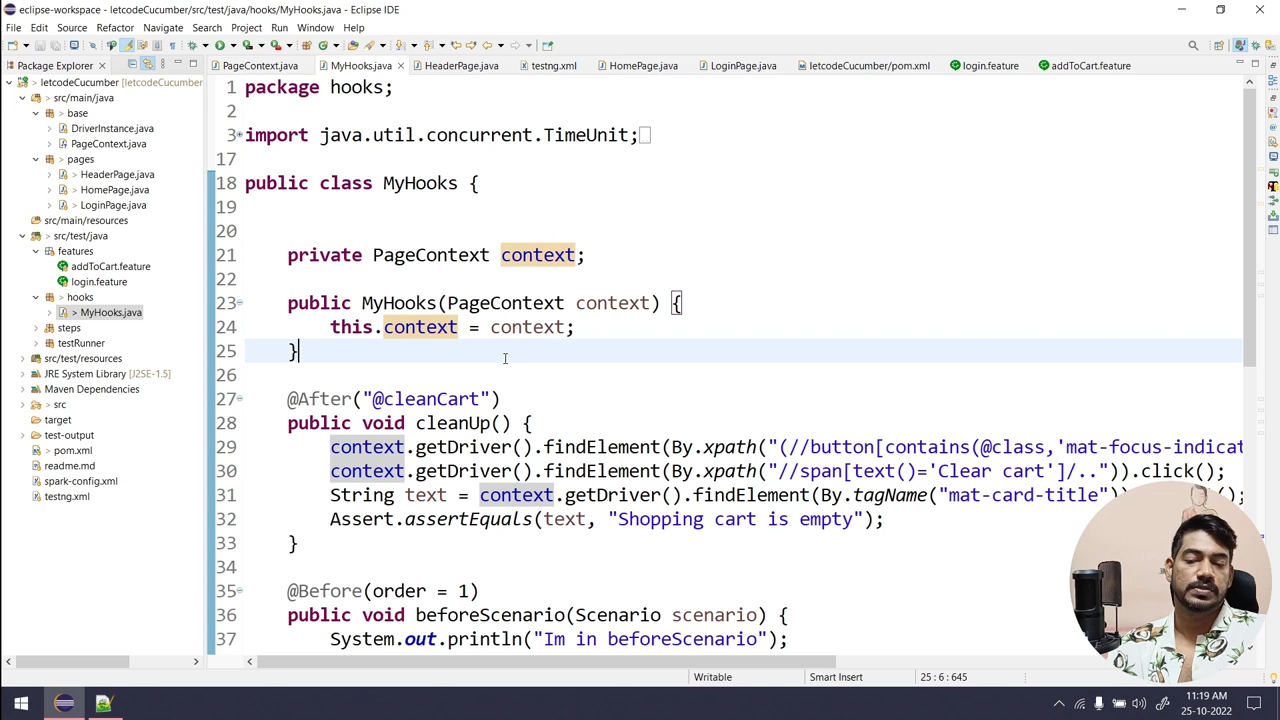 eclipse-workspace - letcodeCucumber/src/test/java/hooks/MyHooks.java - Eclipse IDE
File Edit Source Refactor Navigate Search Project Run Window Help
Package Explorer
PageContext.java MyHooks.java HeaderPage.java testng.xml HomePage.java LoginPage.java letcodeCucumber/pom.xml login.feature addToCart.feature
> letcodeCucumber [letcodeCucumber
> src/main/java
> base
DriverInstance.java
> PageContext.java
> pages
> HeaderPage.java
> HomePage.java
> LoginPage.java
src/main/resources
> src/test/java
features
addToCart.feature
login.feature
> hooks
> MyHooks.java
steps
testRunner
src/test/resources
JRE System Library [J2SE-1.5]
Maven Dependencies
> src
target
test-output
> pom.xml
readme.md
spark-config.xml
testng.xml
1 package hooks;
2
3 import java.util.concurrent.TimeUnit;
17
18 public class MyHooks {
19
20
21 private PageContext context;
22
23 public MyHooks(PageContext context) {
24 this.context = context;
25 }
26
27 @After("@cleanCart")
28 public void cleanUp() {
29 context.getDriver().findElement(By.xpath("(//button[contains(@class,'mat-focus-indicat
30 context.getDriver().findElement(By.xpath("//span[text()='Clear cart']/..")).click();
31 String text = context.getDriver().findElement(By.tagName("mat-card-title"))
32 Assert.assertEquals(text, "Shopping cart is empty");
33 }
34
35 @Before(order = 1)
36 public void beforeScenario(Scenario scenario) {
37 System.out.println("Im in beforeScenario");
Writable Smart Insert 25 : 6 : 645
11:19 AM
25-10-2022